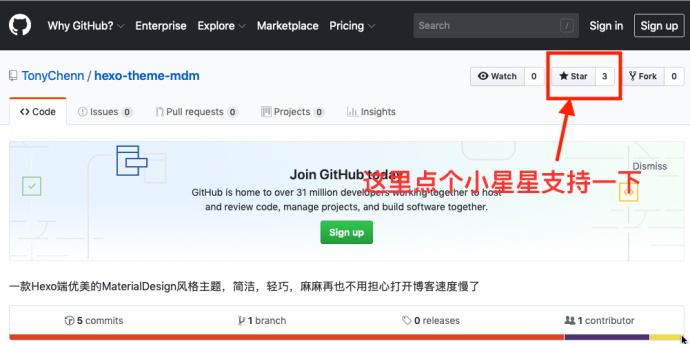 Why GitHub? Enterprise Explore Marketplace Pricing Search / Sign in Sign up
TonyChenn / hexo-theme-mdm Watch 0 Star 3 Fork 0
Code Issues 0 Pull requests 0 Projects 0 Insights
Dismiss
Join GitHub today
这里点个小星星支持一下
GitHub is home to over 31 million developers working together to host
and review code, manage projects, and build software together.
Sign up
一款Hexo端优美的MaterialDesign风格主题，简洁，轻巧，麻麻再也不用担心打开博客速度慢了
5 commits 1 branch 0 releases 1 contributor